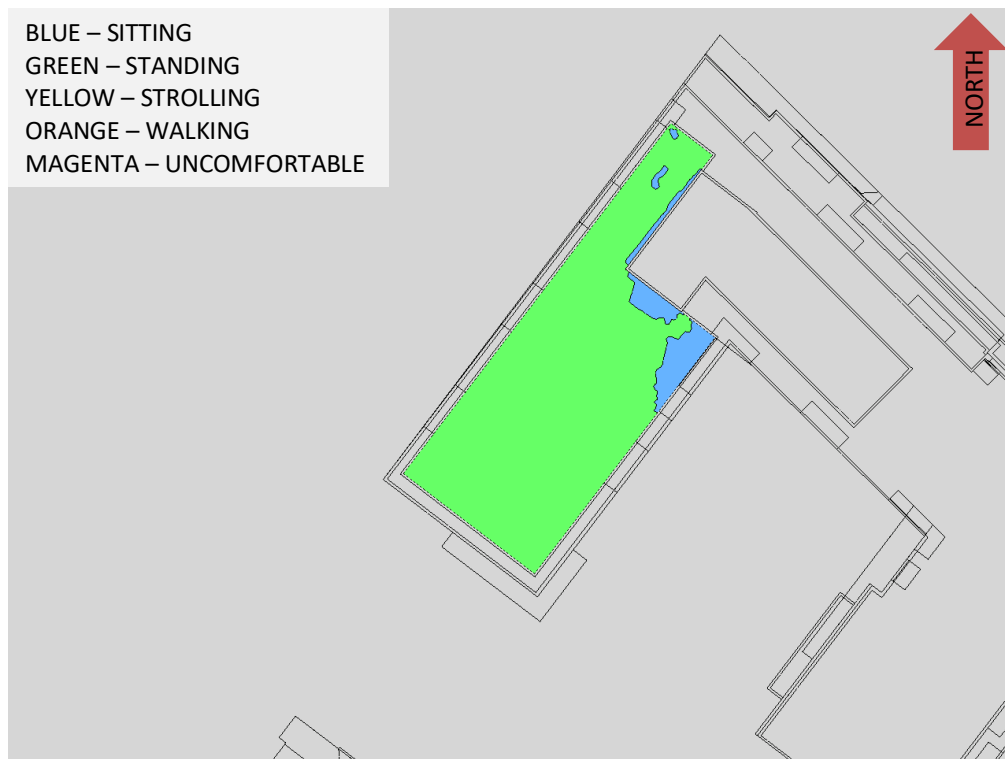 BLUE – SITTING
GREEN – STANDING
YELLOW – STROLLING
ORANGE – WALKING
MAGENTA – UNCOMFORTABLE
NORTH